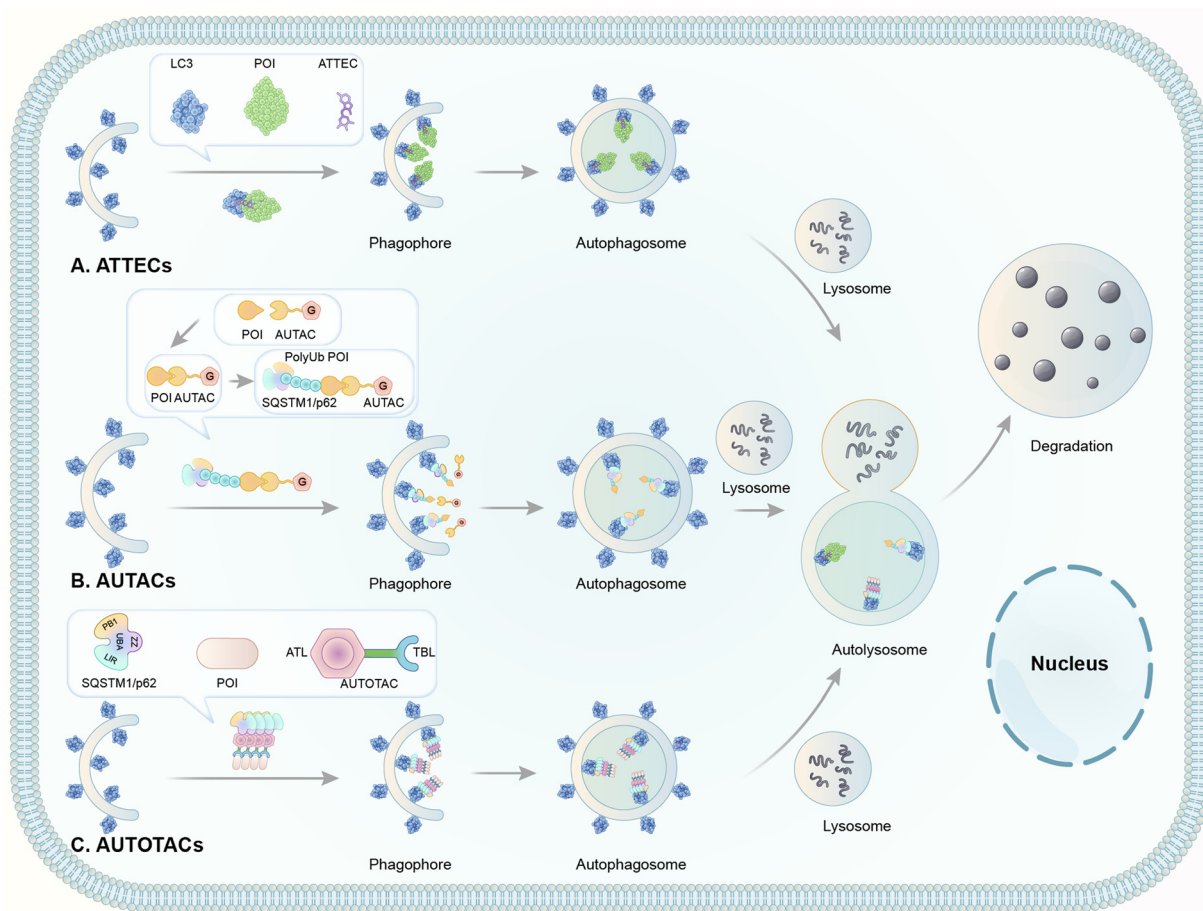 LC3 POI ATTEC
Phagophore Autophagosome
A. ATTECs
Lysosome
G
POI AUTAC
PolyUb POI
G
G
POI AUTAC
SQSTM1/p62 AUTAC
G
G
G
G
Lysosome
Degradation
Phagophore Autophagosome
B. AUTACs
PB1
UBA
ZZ
LIR
SQSTM1/p62
POI
ATL
TBL
AUTOTAC
Autolysosome
Nucleus
Lysosome
C. AUTOTACs
Phagophore Autophagosome